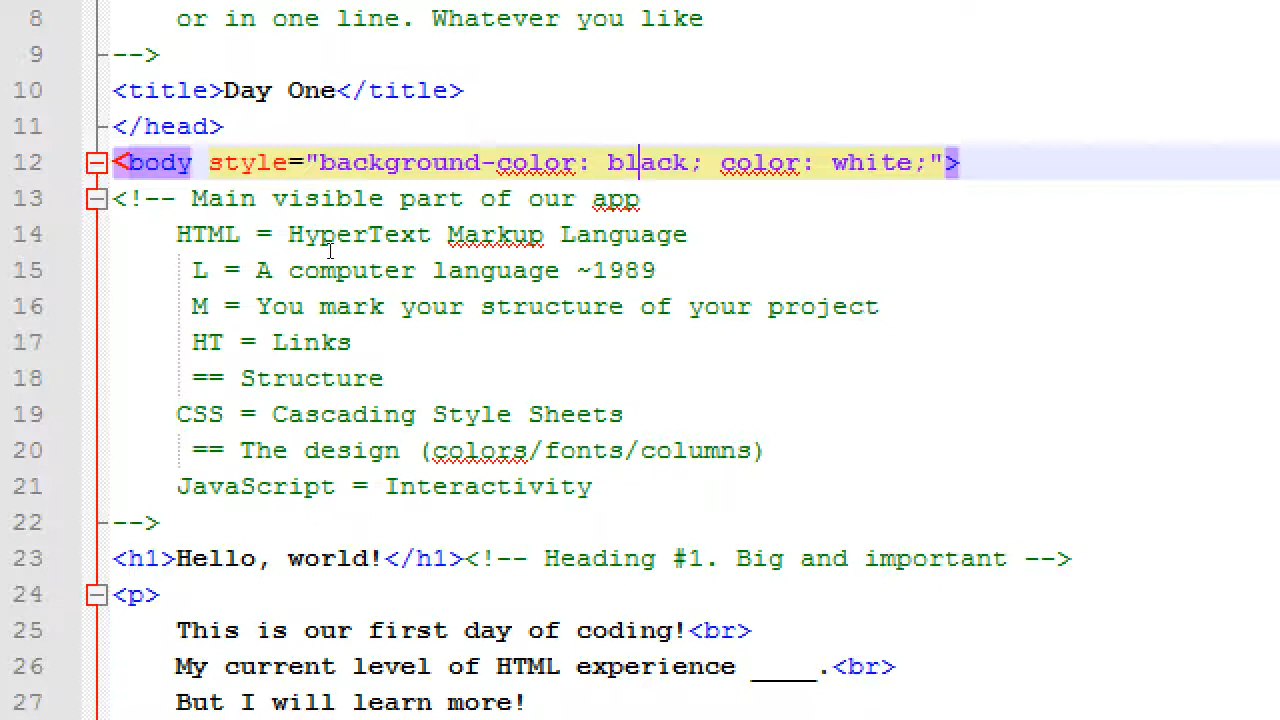 8 or in one line. Whatever you like
9 -->
10 <title>Day One</title>
11 </head>
12 <body style="background-color: black; color: white;">
13 <!-- Main visible part of our app
14 HTML = HyperText Markup Language
15 L = A computer language ~1989
16 M = You mark your structure of your project
17 HT = Links
18 == Structure
19 CSS = Cascading Style Sheets
20 == The design (colors/fonts/columns)
21 JavaScript = Interactivity
22 -->
23 <h1>Hello, world!</h1><!-- Heading #1. Big and important -->
24 <p>
25 This is our first day of coding!<br>
26 My current level of HTML experience ____.<br>
27 But I will learn more!